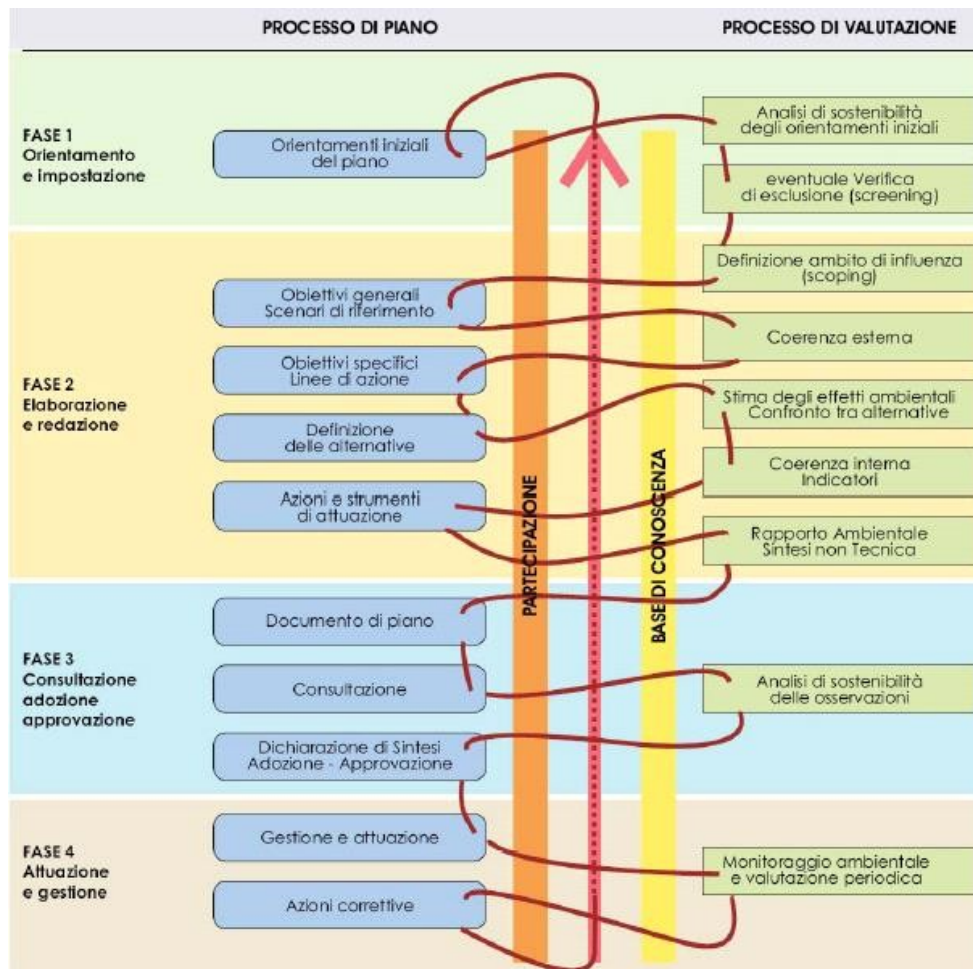 PROCESSO DI PIANO
PROCESSO DI VALUTAZIONE
FASE 1
Orientamento
e impostazione
Orientamenti iniziali
del piano
Analisi di sostenibilità
degli orientamenti iniziali
eventuale Verifica
di esclusione (screening)
FASE 2
Elaborazione
e redazione
Obiettivi generali
Scenari di riferimento
Obiettivi specifici
Linee di azione
Definizione
delle alternative
Azioni e strumenti
di attuazione
Definizione ambito di influenza
(scoping)
Coerenza esterna
Stima degli effetti ambientali
Confronto tra alternative
Coerenza interna
Indicatori
Rapporto Ambientale
Sintesi non Tecnica
PARTECIPAZIONE
BASE DI CONOSCENZA
FASE 3
Consultazione
adozione
approvazione
Documento di piano
Consultazione
Dichiarazione di Sintesi
Adozione - Approvazione
Analisi di sostenibilità
delle osservazioni
FASE 4
Attuazione
e gestione
Gestione e attuazione
Azioni correttive
Monitoraggio ambientale
e valutazione periodica